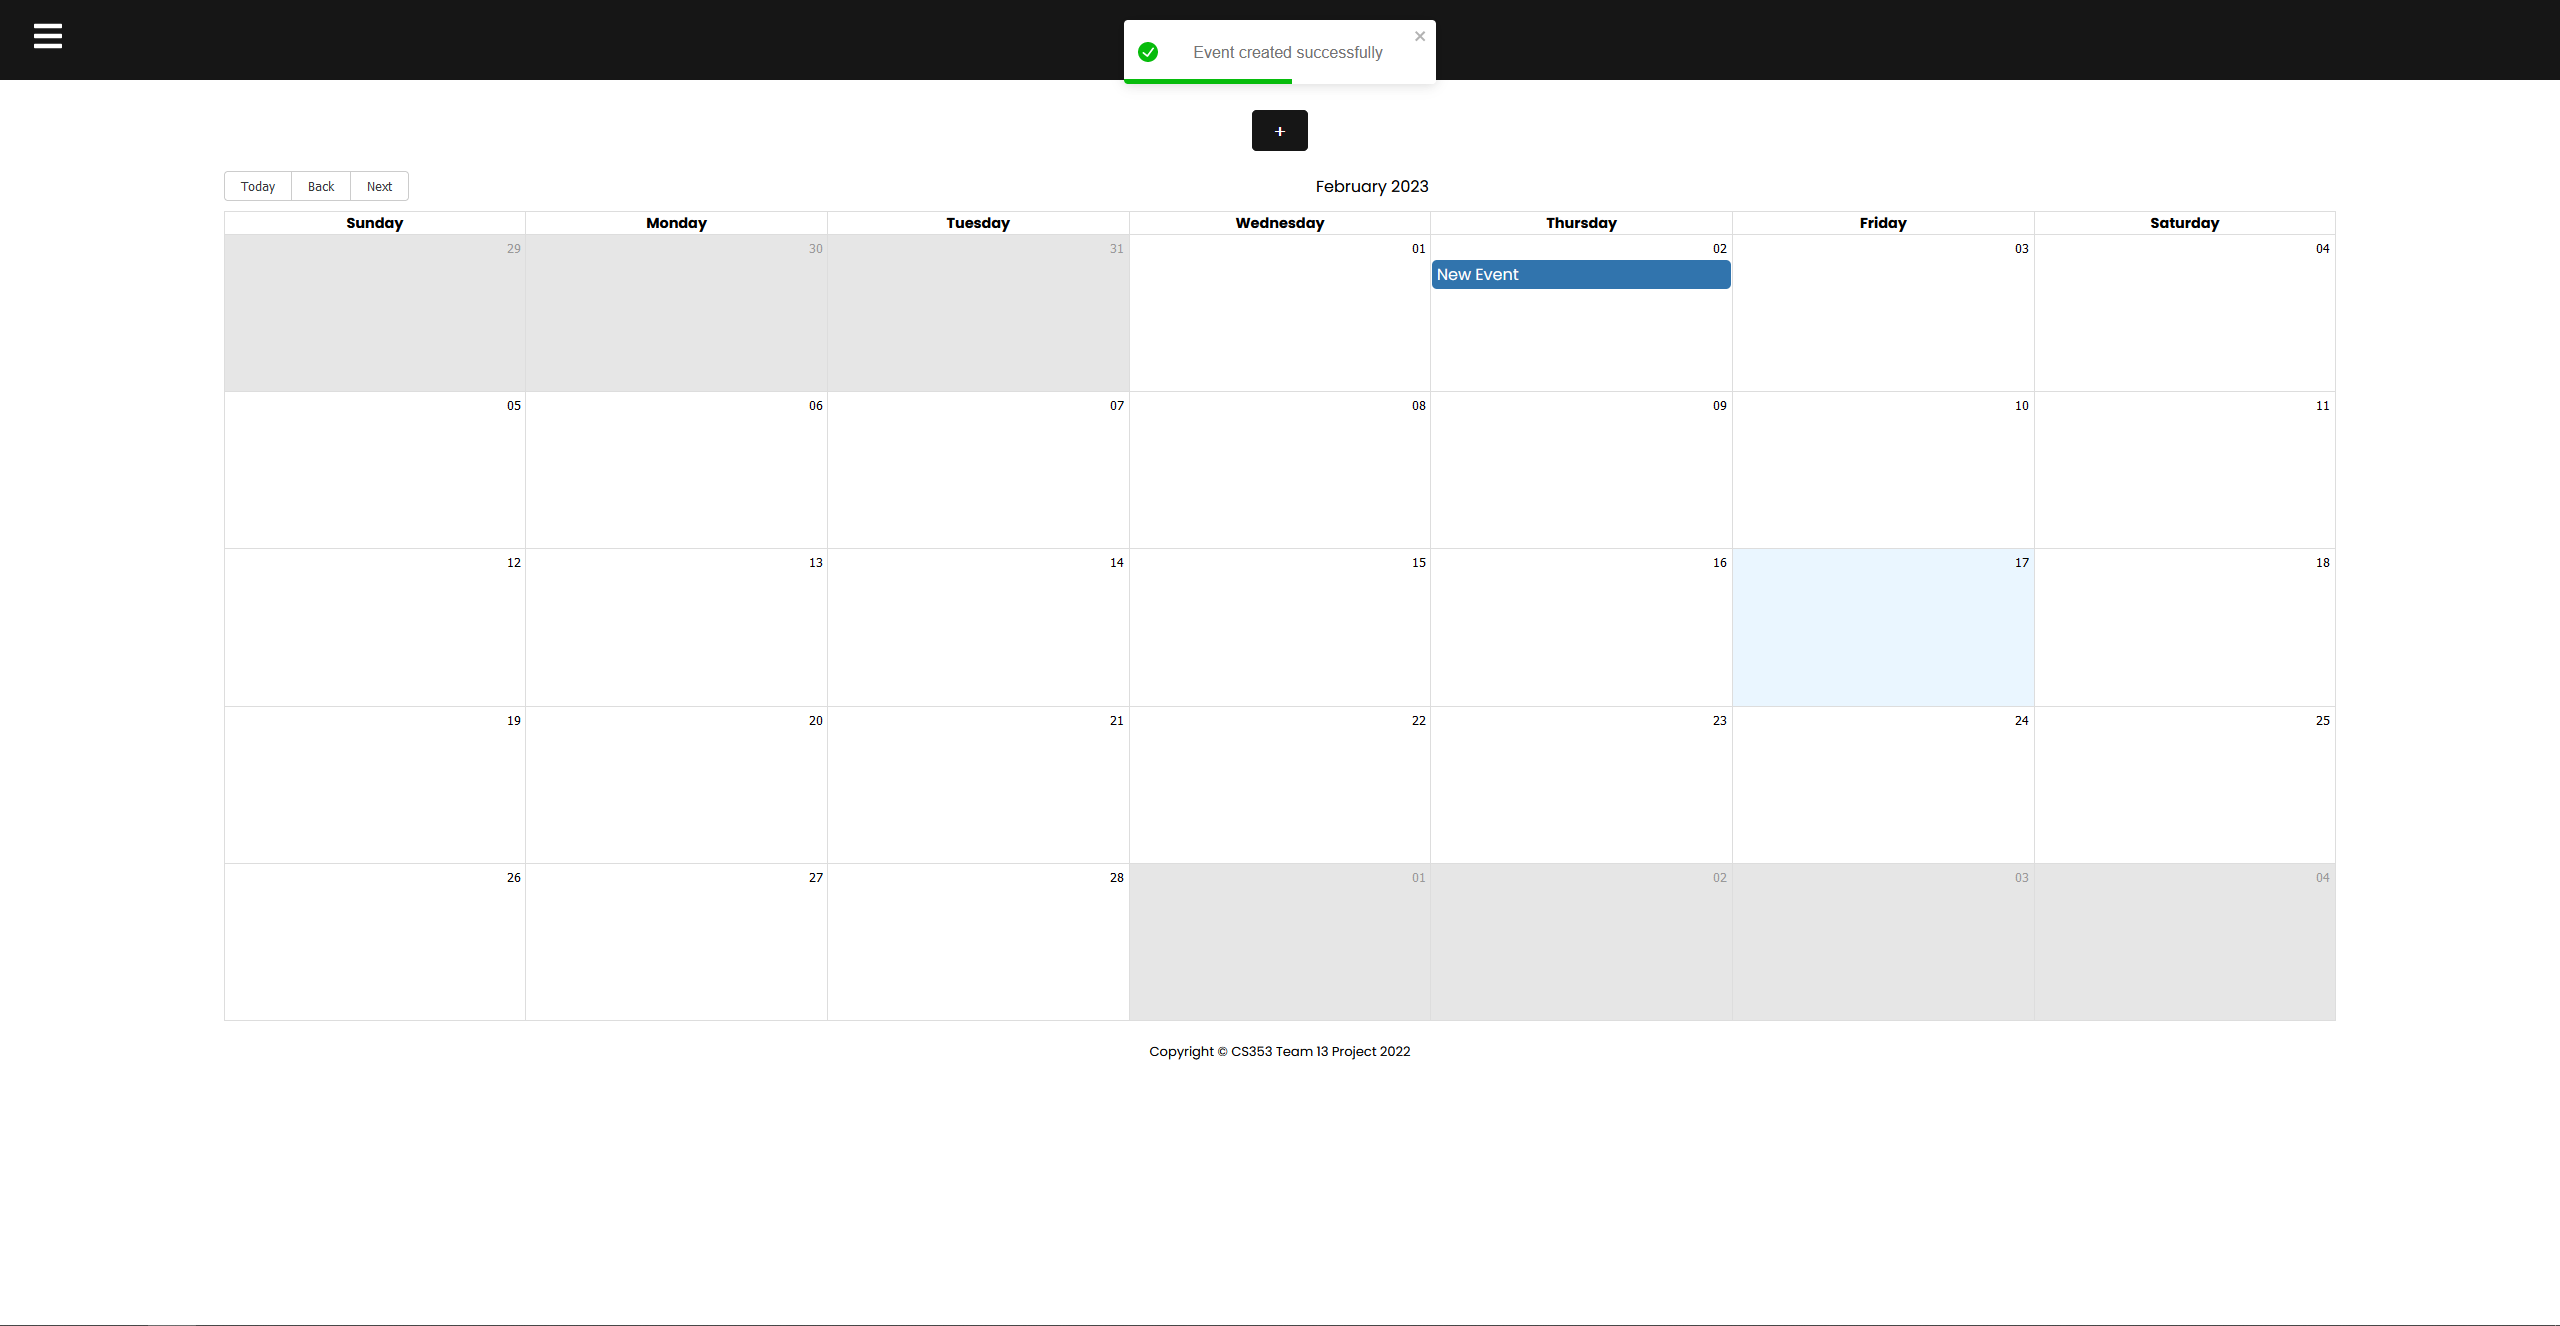 Event created successfully
+
Today Back Next February 2023
Sunday Monday Tuesday Wednesday Thursday Friday Saturday
29 30 31 01 02 03 04
New Event
05 06 07 08 09 10 11
12 13 14 15 16 17 18
19 20 21 22 23 24 25
26 27 28 01 02 03 04
Copyright © CS353 Team 13 Project 2022